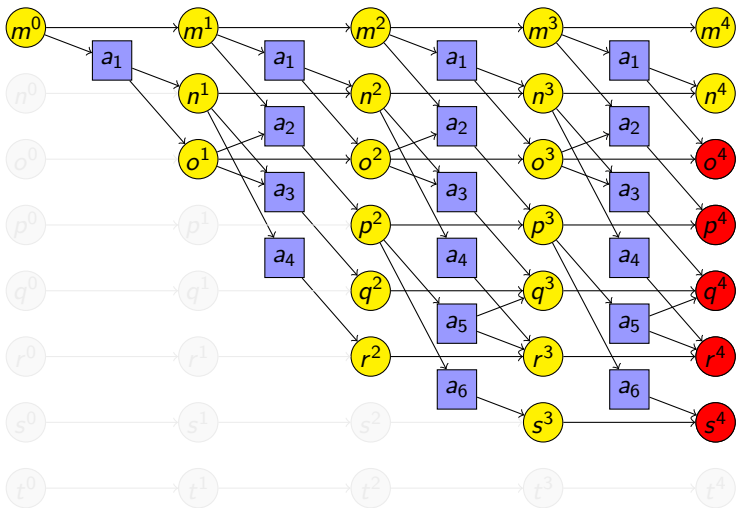 m⁰ m¹ m² m³ m⁴
a₁ a₁ a₁ a₁
n⁰ n¹ n² n³ n⁴
a₂ a₂ a₂
o⁰ o¹ o² o³ o⁴
a₃ a₃ a₃
p⁰ p¹ p² p³ p⁴
a₄ a₄ a₄
q⁰ q¹ q² q³ q⁴
a₅ a₅
r⁰ r¹ r² r³ r⁴
a₆ a₆
s⁰ s¹ s² s³ s⁴
t⁰ t¹ t² t³ t⁴